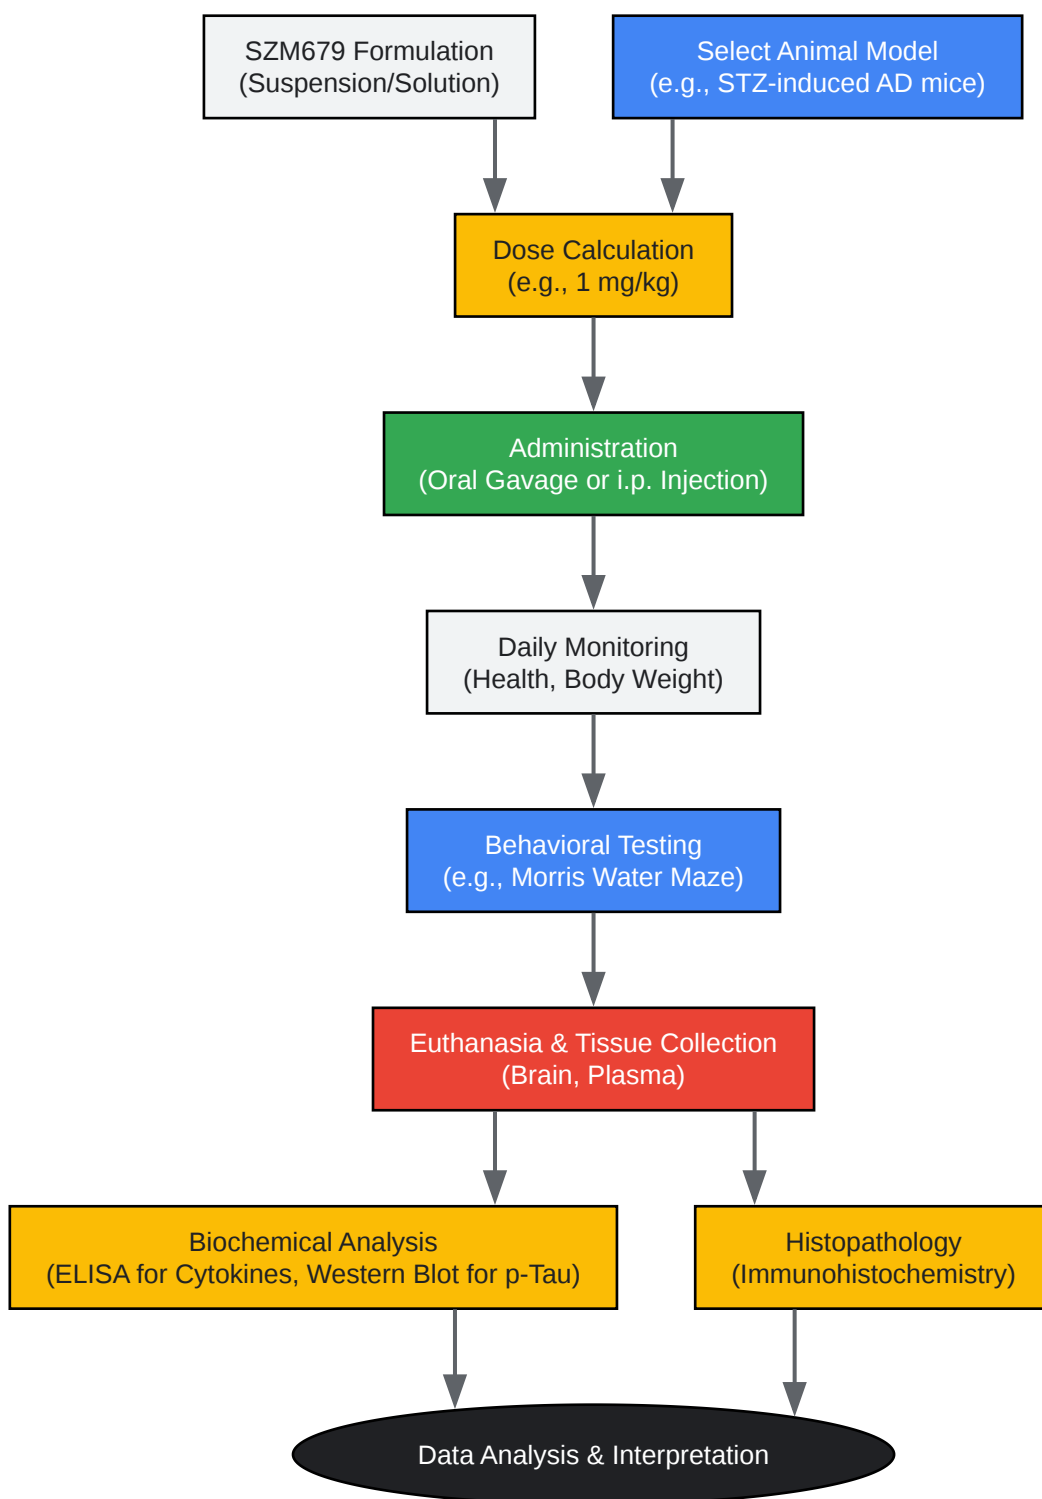 SZM679 Formulation
(Suspension/Solution)
Select Animal Model
(e.g., STZ-induced AD mice)
Dose Calculation
(e.g., 1 mg/kg)
Administration
(Oral Gavage or i.p. Injection)
Daily Monitoring
(Health, Body Weight)
Behavioral Testing
(e.g., Morris Water Maze)
Euthanasia & Tissue Collection
(Brain, Plasma)
Biochemical Analysis
(ELISA for Cytokines, Western Blot for p-Tau)
Histopathology
(Immunohistochemistry)
Data Analysis & Interpretation